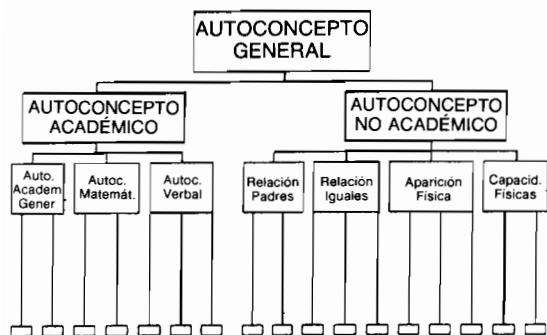 AUTOCONCEPTO
GENERAL
AUTOCONCEPTO
ACADÉMICO
AUTOCONCEPTO
NO ACADÉMICO
Auto.
Academ
Gener
Autoc.
Matemát.
Autoc.
Verbal
Relación
Padres
Relación
Iguales
Aparición
Física
Capacid.
Físicas